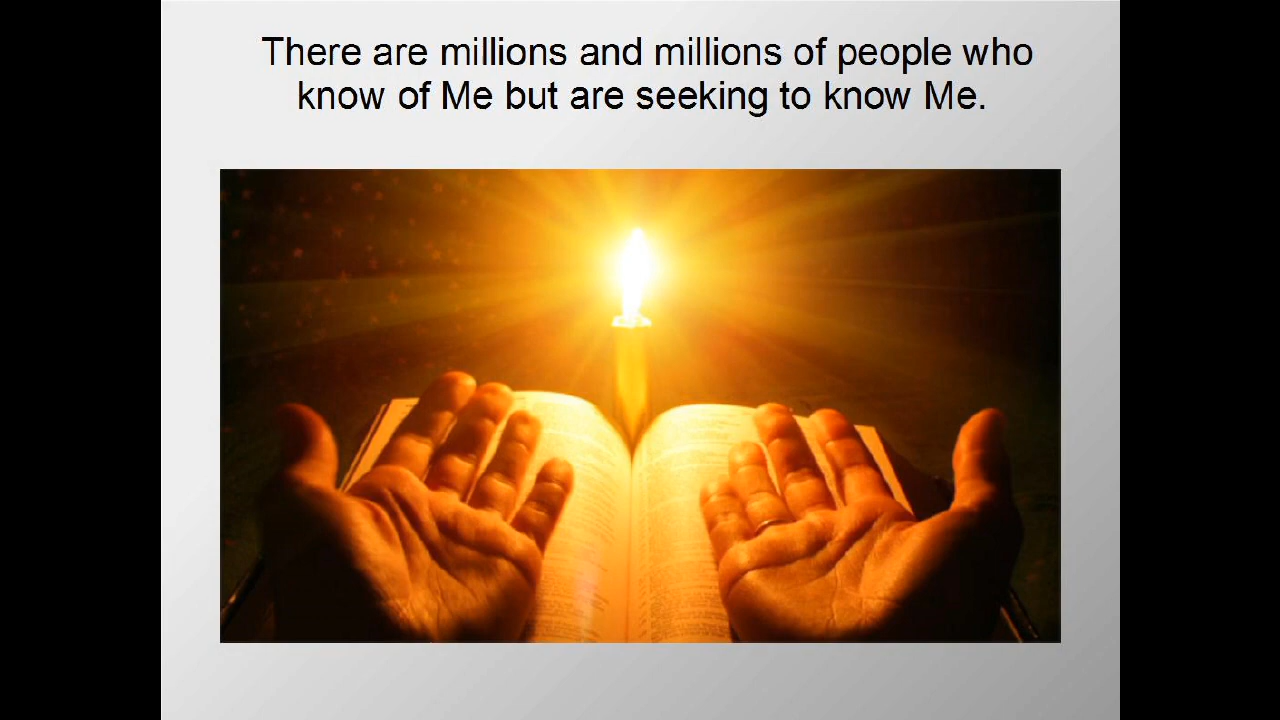 There are millions and millions of people who
know of Me but are seeking to know Me.